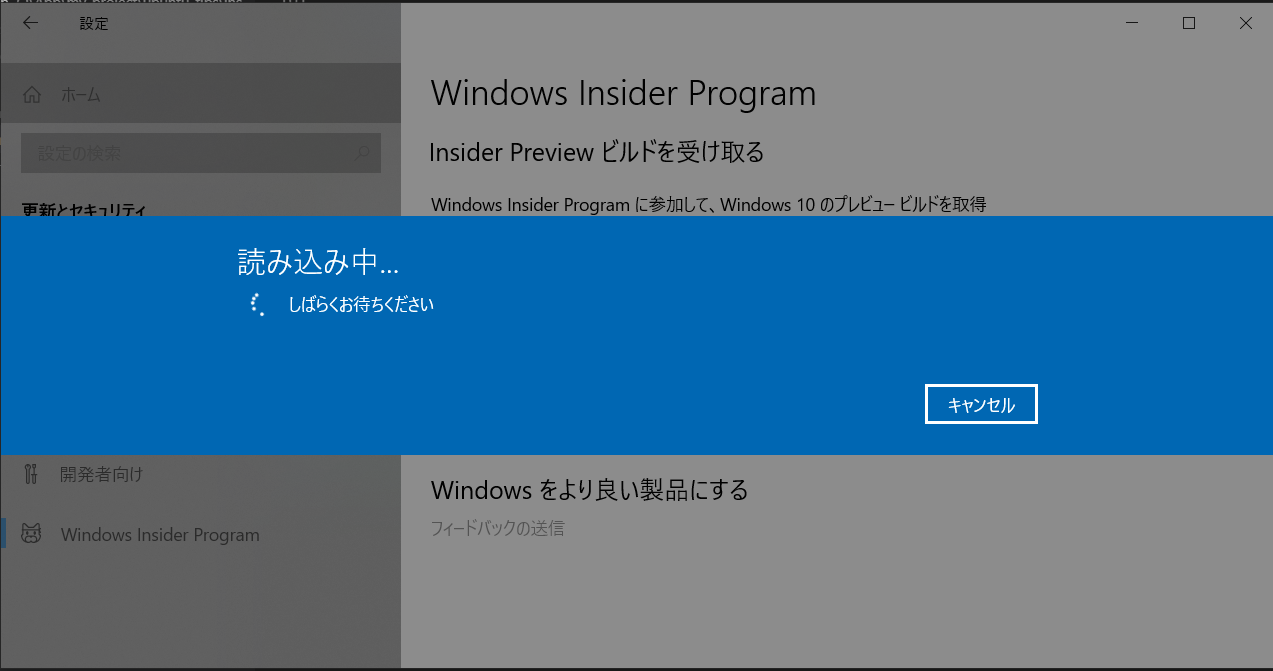 設定
ホーム
設定の検索
更新とセキュリティ
Windows Insider Program
Insider Preview ビルドを受け取る
Windows Insider Program に参加して、Windows 10 のプレビュー ビルドを取得
読み込み中...
しばらくお待ちください
キャンセル
開発者向け
Windows Insider Program
Windows をより良い製品にする
フィードバックの送信